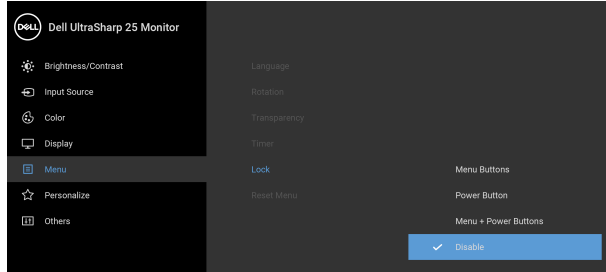 DELL Dell UltraSharp 25 Monitor
Brightness/Contrast
Language
Input Source
Rotation
Color
Transparency
Display
Timer
Menu
Lock
Menu Buttons
Personalize
Reset Menu
Power Button
Others
Menu + Power Buttons
Disable